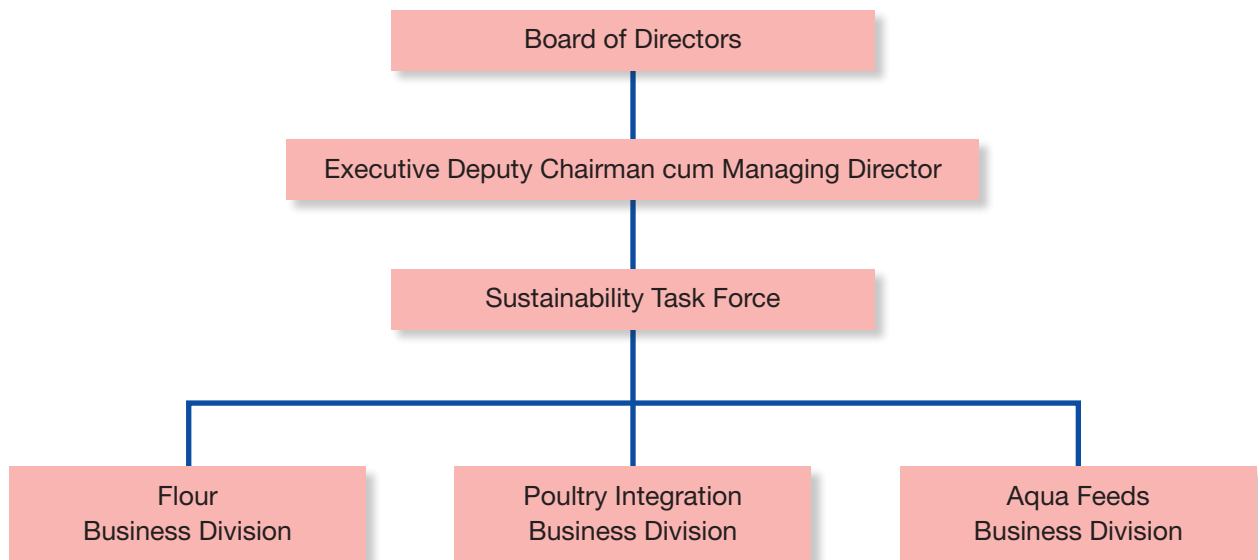 Board of Directors
Executive Deputy Chairman cum Managing Director
Sustainability Task Force
Flour
Business Division
Poultry Integration
Business Division
Aqua Feeds
Business Division